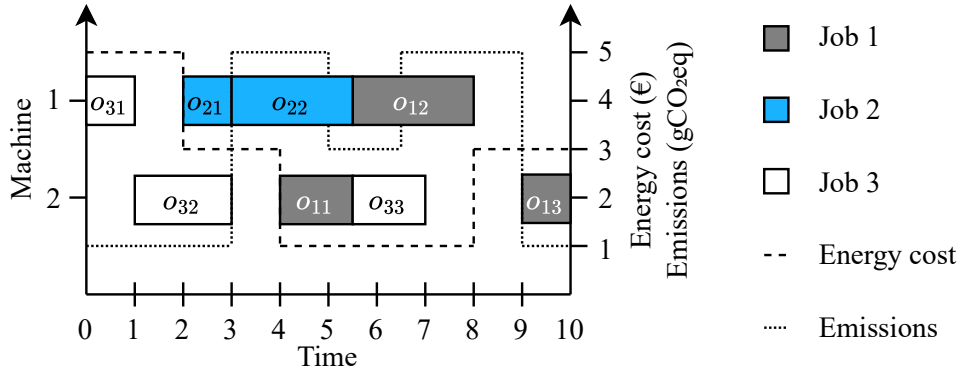 Machine
1
2
o31
o21
o22
o12
o32
o11
o33
o13
0 1 2 3 4 5 6 7 8 9 10
Time
5
4
3
2
1
Energy cost (€)
Emissions (gCO₂eq)
Job 1
Job 2
Job 3
Energy cost
Emissions